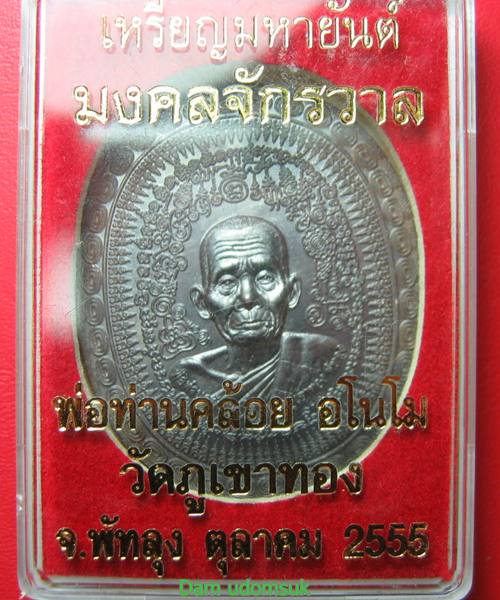 เหรียญมหายันต์
มงคลจักรวาล
พ่อท่านคล้อย อโนโม
วัดภูเขาทอง
จ.พัทลุง ตุลาคม 2555
Dam udomsuk